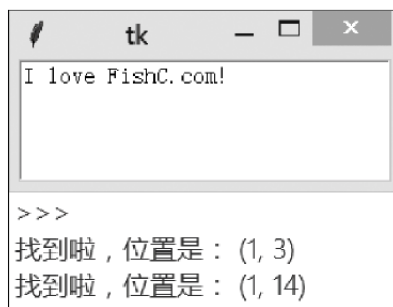 tk
I love FishC.com!
>>>
找到啦，位置是： (1, 3)
找到啦，位置是： (1, 14)